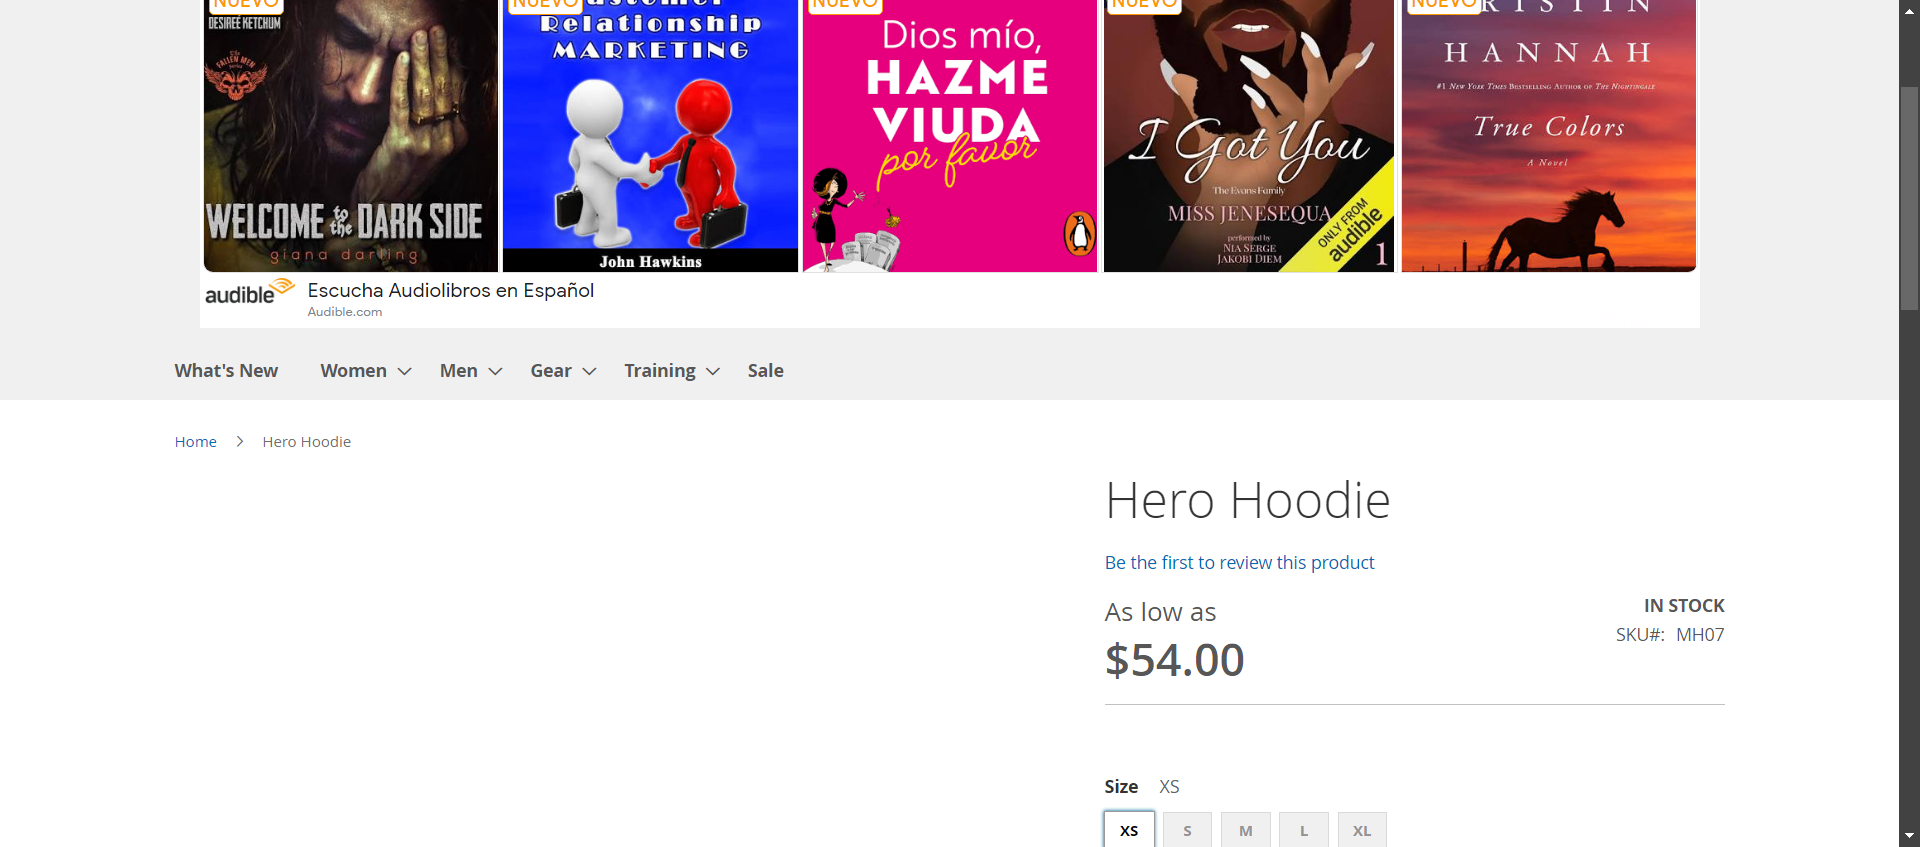 NUEVO
DESIREÉ KETCHUM
THE
FALLEN MEN
WELCOME to the DARK SIDE
giana darling
NUEVO
Customer
Relationship
MARKETING
John Hawkins
NUEVO
Dios mío,
HAZME
VIUDA
por favor
NUEVO
I Got You
The Evans Family
MISS JENESEQUA
performed by
NIA SERGE
JAKOBI DIEM
ONLY FROM
audible
1
NUEVO
KRISTIN
HANNAH
#1 NEW YORK TIMES BESTSELLING AUTHOR OF THE NIGHTINGALE
True Colors
A Novel
audible
Escucha Audiolibros en Español
Audible.com
What's New Women Men Gear Training Sale
Home Hero Hoodie
Hero Hoodie
Be the first to review this product
As low as
IN STOCK
$54.00
SKU#: MH07
Size XS
XS S M L XL